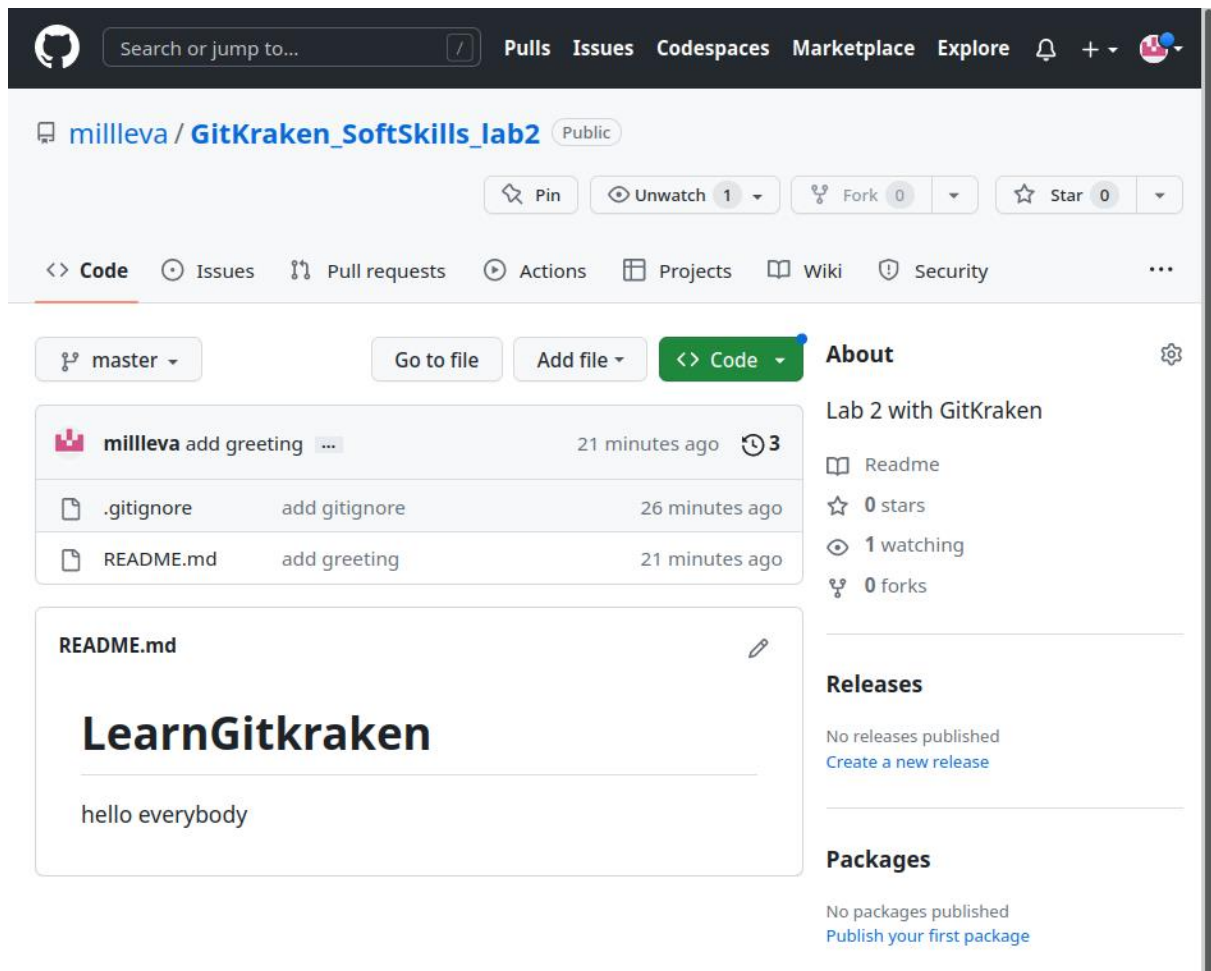 Search or jump to... / Pulls Issues Codespaces Marketplace Explore
millleva / GitKraken_SoftSkills_lab2 Public
Pin Unwatch 1 Fork 0 Star 0
Code Issues Pull requests Actions Projects Wiki Security ...
master Go to file Add file Code
millleva add greeting ... 21 minutes ago 3
.gitignore add gitignore 26 minutes ago
README.md add greeting 21 minutes ago
README.md
LearnGitkraken
hello everybody
About
Lab 2 with GitKraken
Readme
0 stars
1 watching
0 forks
Releases
No releases published
Create a new release
Packages
No packages published
Publish your first package